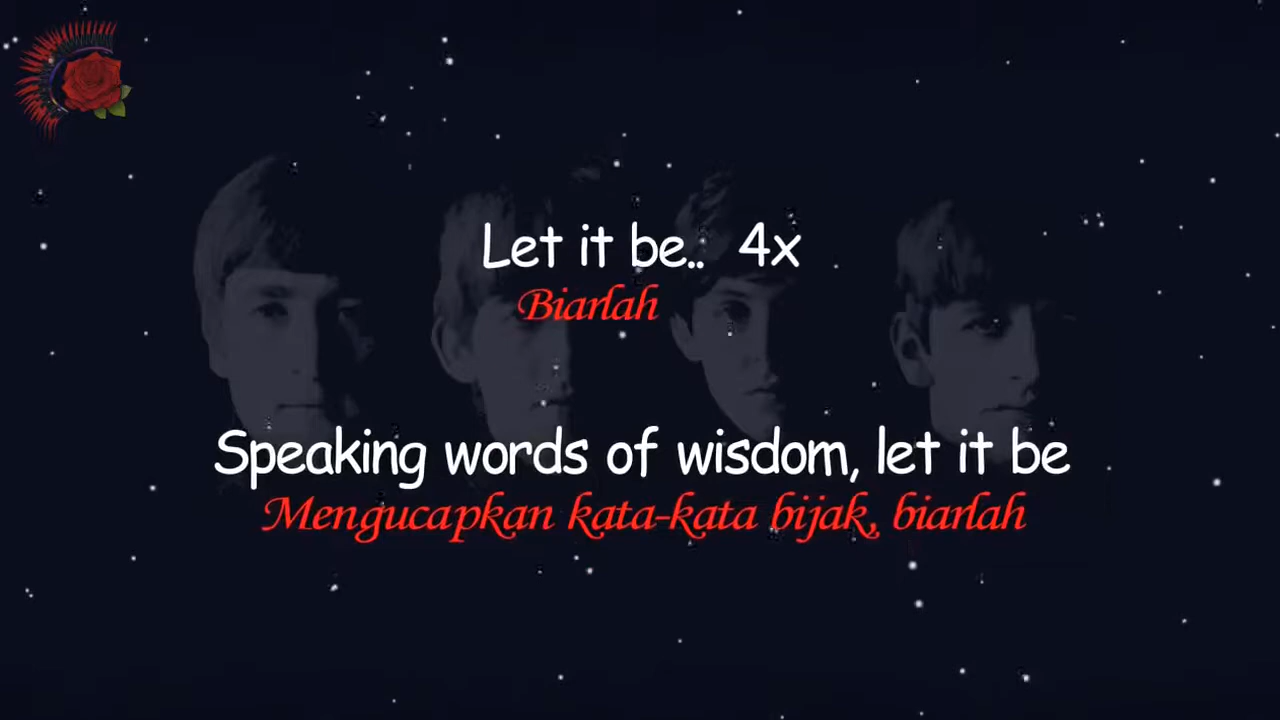 Let it be.. 4x
Biarlah
Speaking words of wisdom, let it be
Mengucapkan kata-kata bijak, biarlah